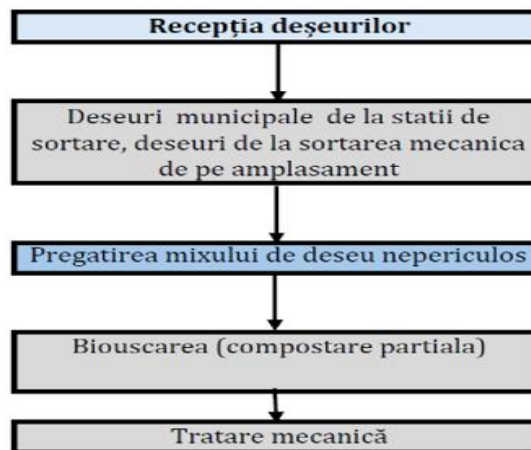 Recepția deșeurilor
Deseuri municipale de la statii de
sortare, deseuri de la sortarea mecanica
de pe amplasament
Pregatirea mixului de deseu nepericulos
Biouscarea (compostare partiala)
Tratare mecanică